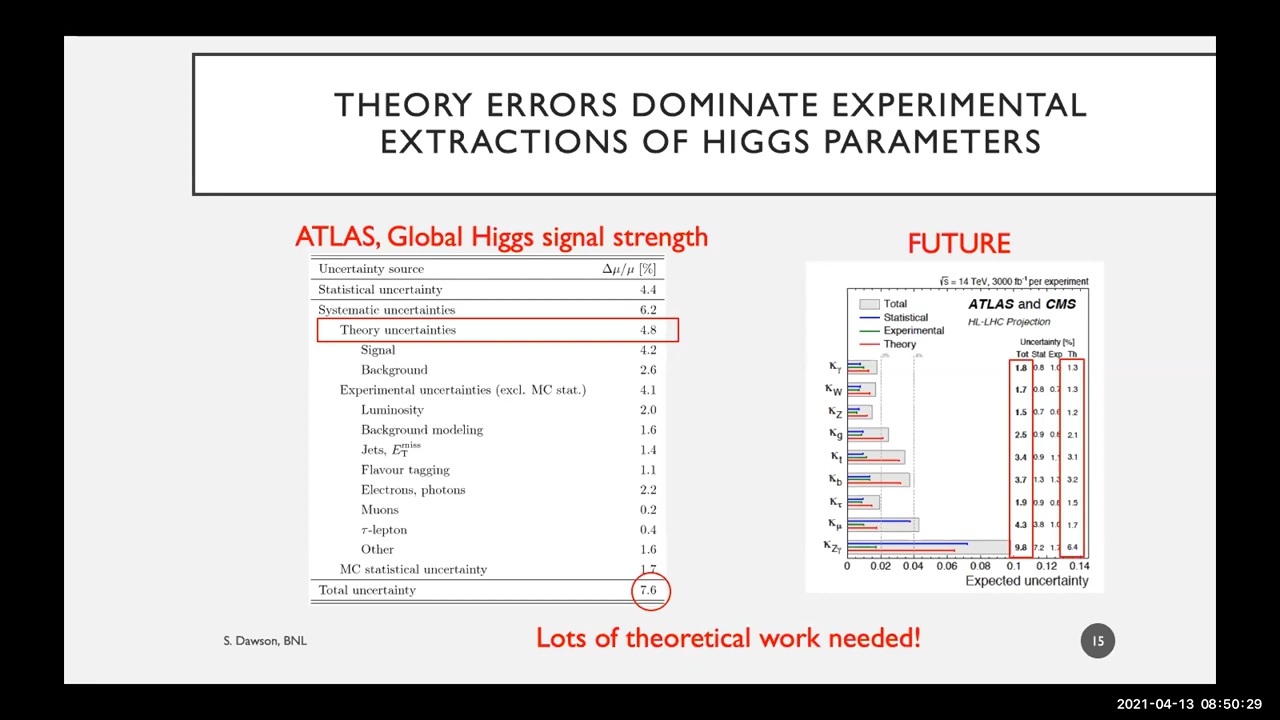 THEORY ERRORS DOMINATE EXPERIMENTAL
EXTRACTIONS OF HIGGS PARAMETERS
ATLAS, Global Higgs signal strength
Uncertainty source Δμ/μ [%]
Statistical uncertainty 4.4
Systematic uncertainties 6.2
Theory uncertainties 4.8
Signal 4.2
Background 2.6
Experimental uncertainties (excl. MC stat.) 4.1
Luminosity 2.0
Background modeling 1.6
Jets, E_T^miss 1.4
Flavour tagging 1.1
Electrons, photons 2.2
Muons 0.2
τ-lepton 0.4
Other 1.6
MC statistical uncertainty 1.7
Total uncertainty 7.6
FUTURE
√s = 14 TeV, 3000 fb⁻¹ per experiment
Total
Statistical
Experimental
Theory
ATLAS and CMS
HL-LHC Projection
Uncertainty [%]
Tot Stat Exp Th
κγ 1.8 0.8 1.0 1.3
κW 1.7 0.8 0.7 1.3
κZ 1.5 0.7 0.6 1.2
κg 2.5 0.9 0.8 2.1
κt 3.4 0.9 1.1 3.1
κb 3.7 1.3 1.3 3.2
κτ 1.9 0.9 0.8 1.5
κμ 4.3 3.8 1.0 1.7
κZγ 9.8 7.2 1.7 6.4
0 0.02 0.04 0.06 0.08 0.1 0.12 0.14
Expected uncertainty
Lots of theoretical work needed!
S. Dawson, BNL
15
2021-04-13 08:50:29